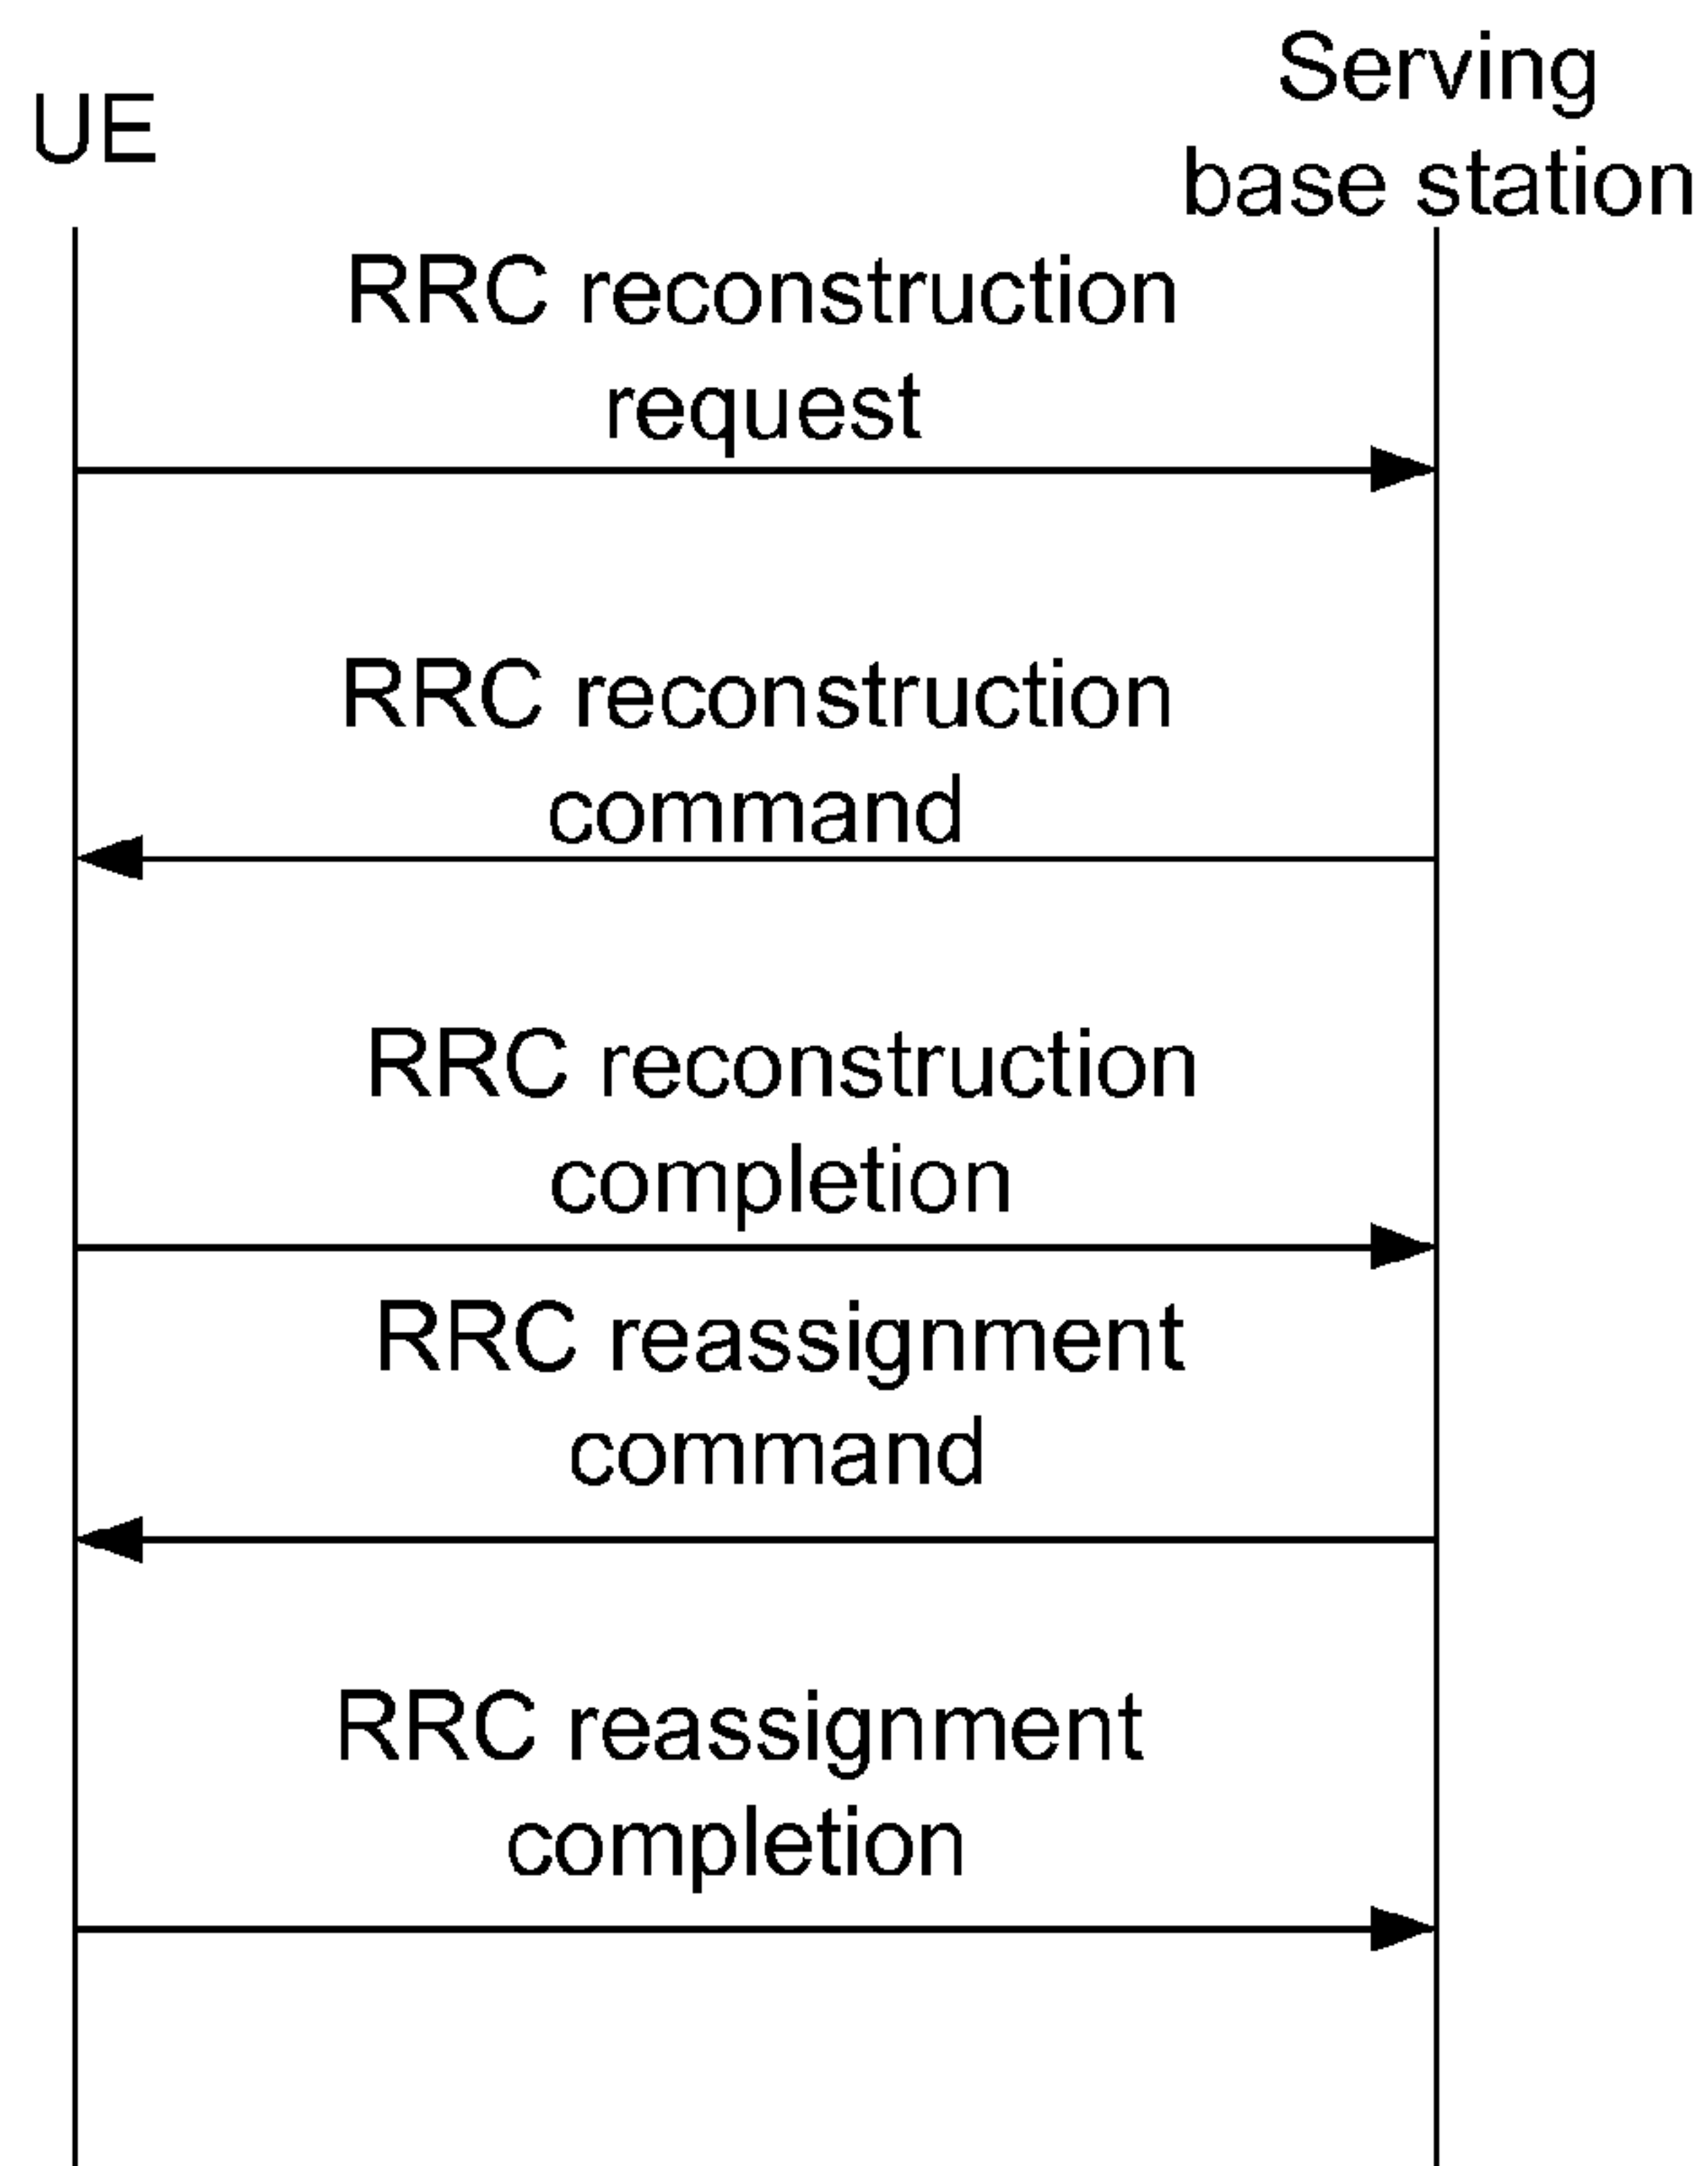 UE
Serving
base station
RRC reconstruction
request
RRC reconstruction
command
RRC reconstruction
completion
RRC reassignment
command
RRC reassignment
completion